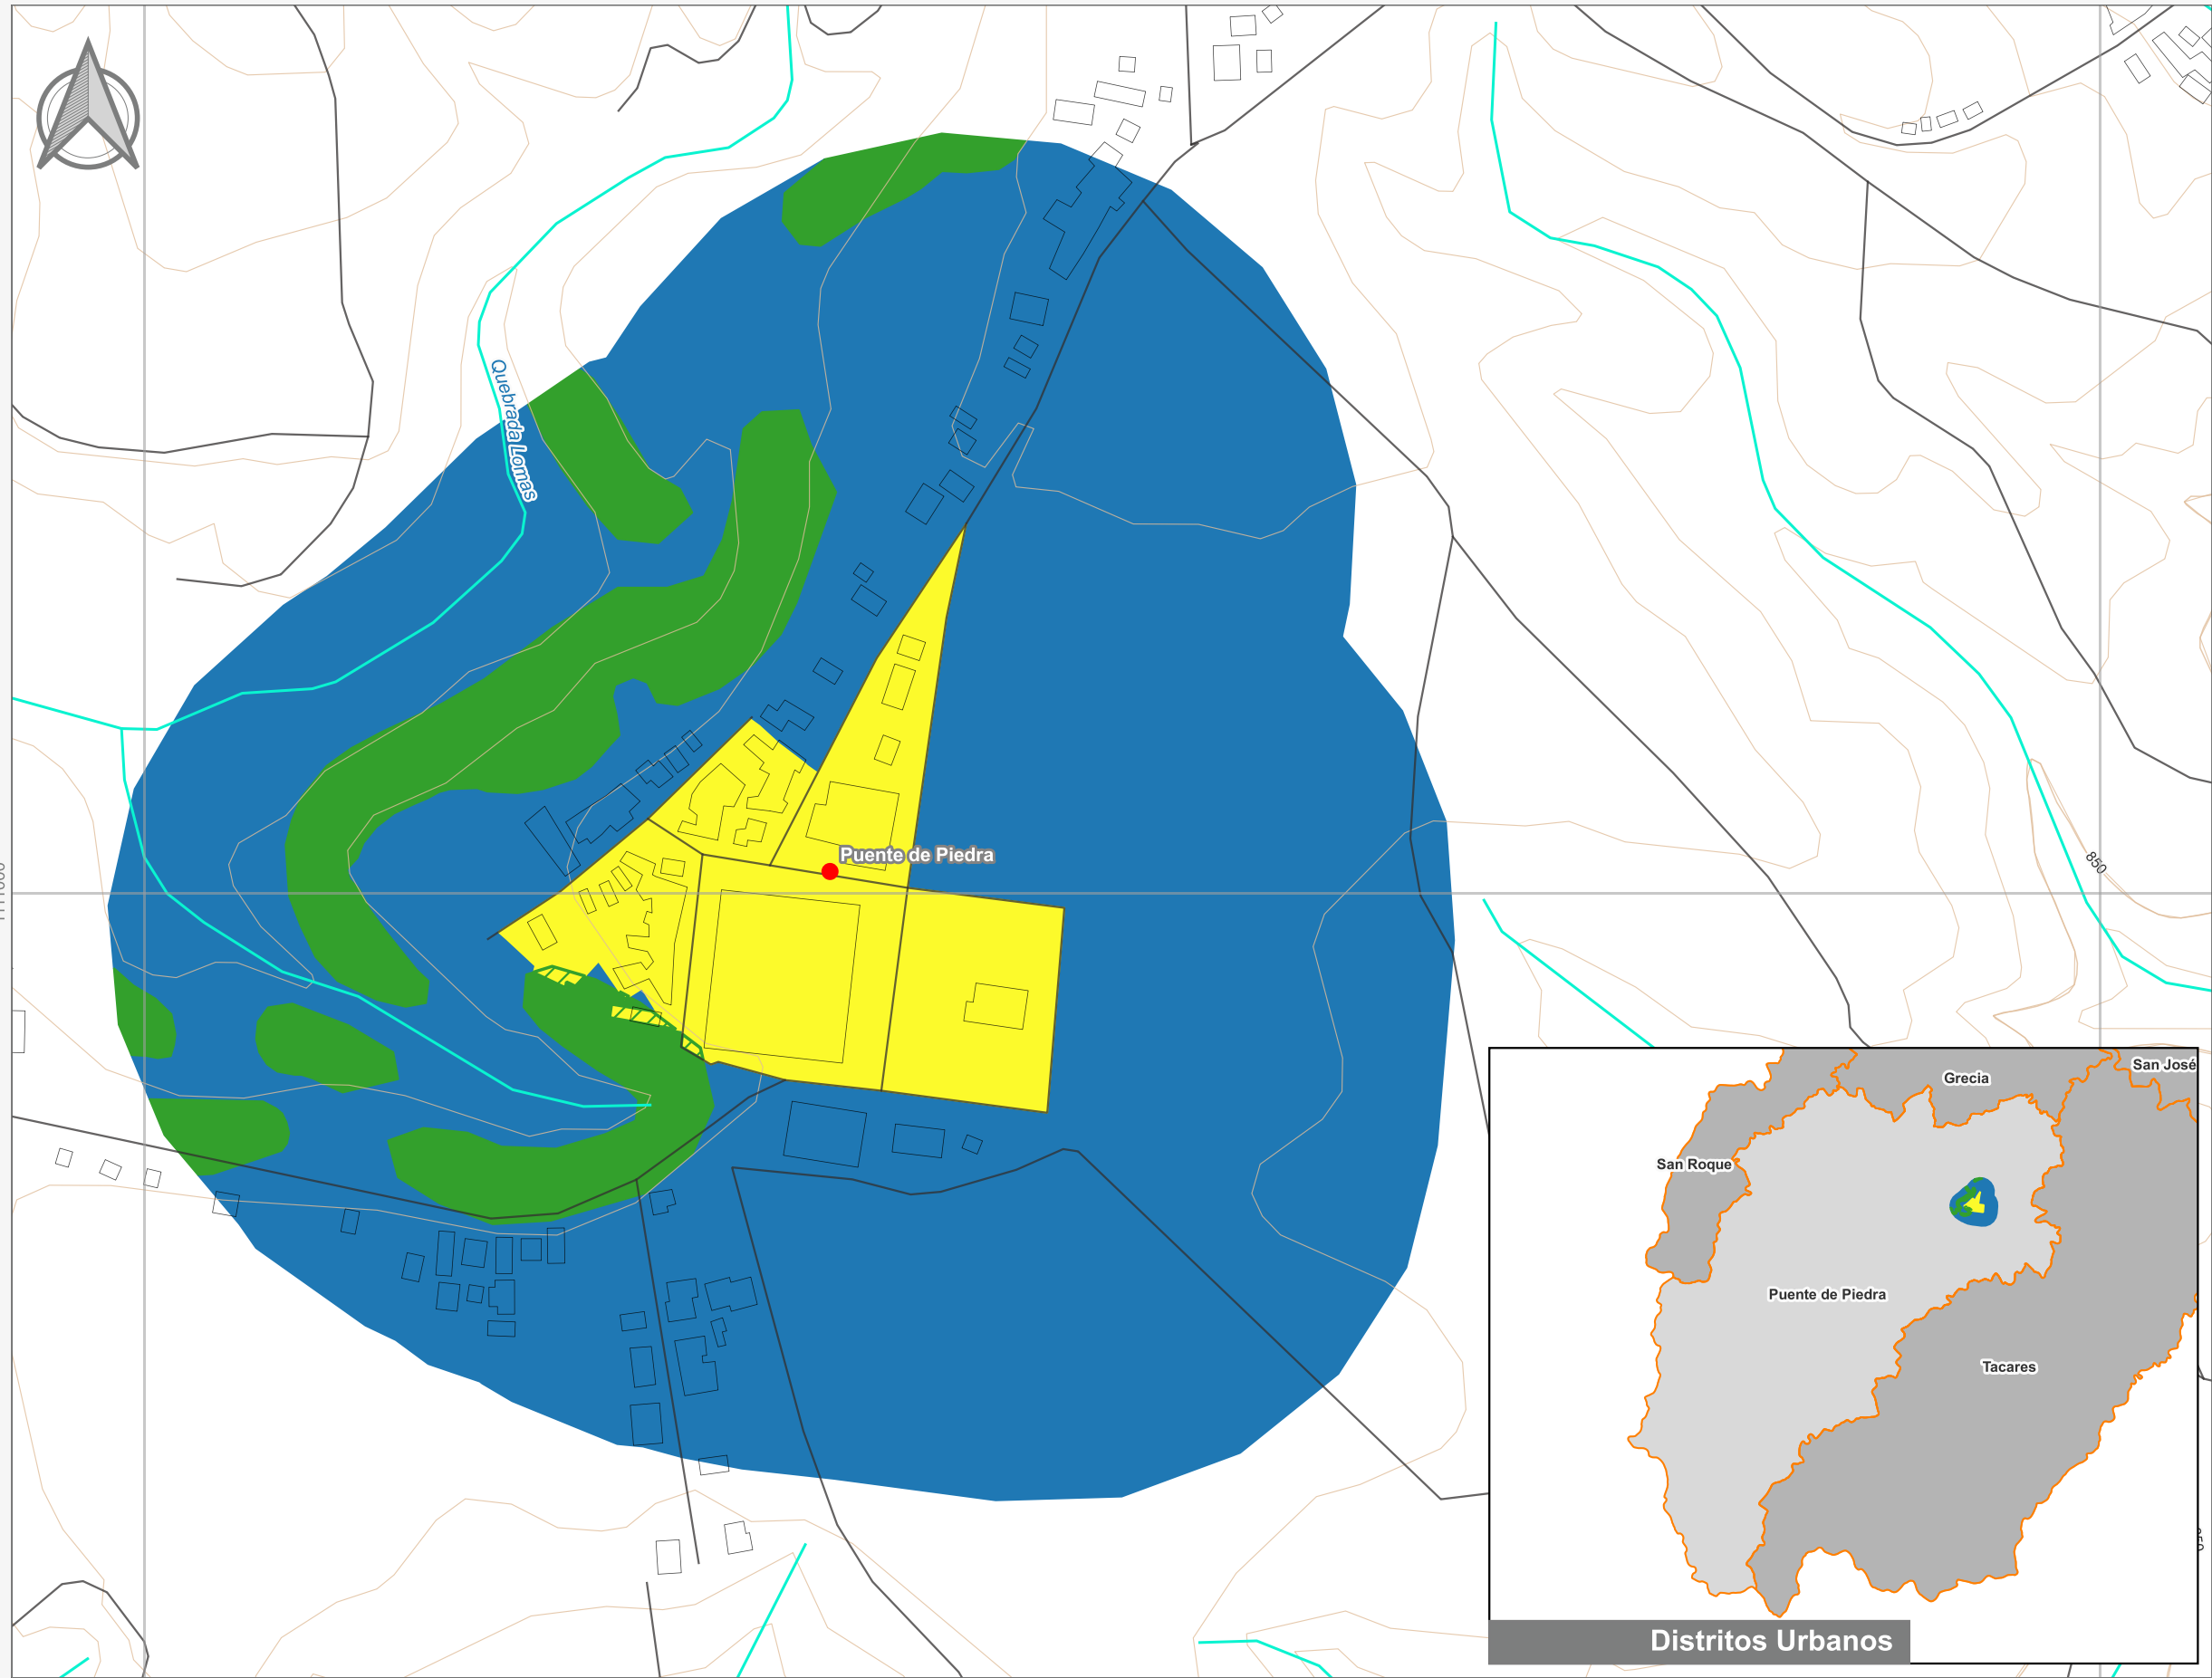 Quebrada Lomas
Puente de Piedra
850
San José
Grecia
San Roque
Puente de Piedra
Tacares
Distritos Urbanos